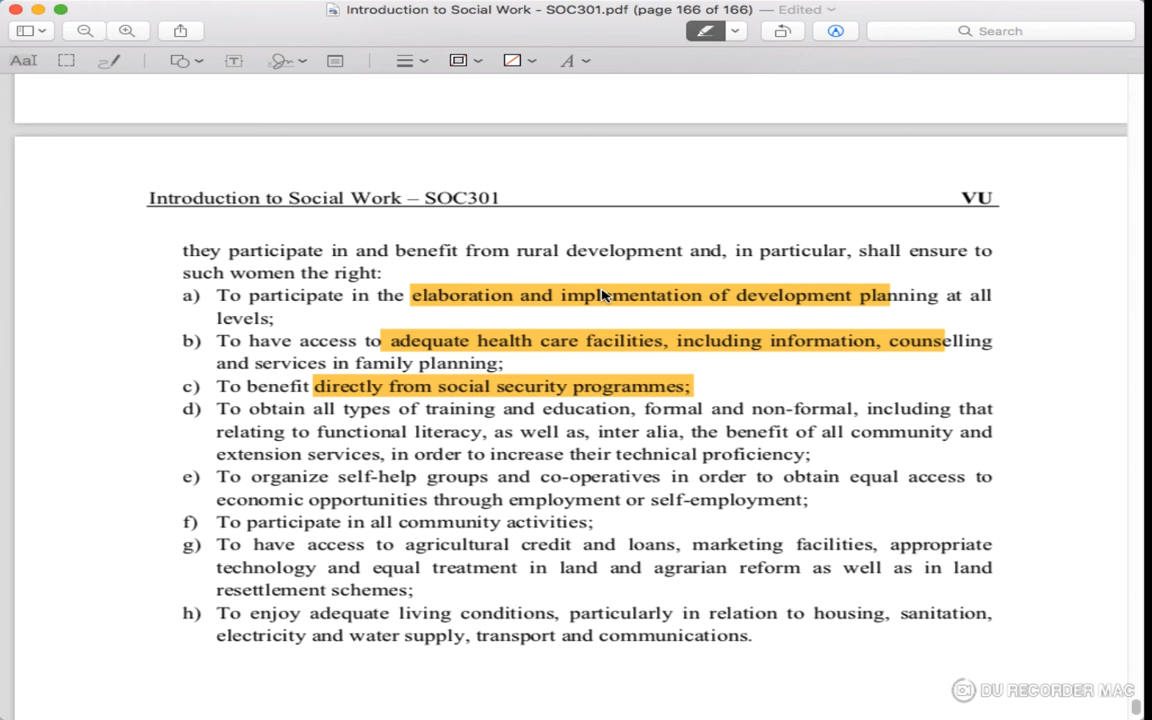 Introduction to Social Work - SOC301.pdf (page 166 of 166) — Edited
Search
AaI
T
A
Introduction to Social Work – SOC301 VU
they participate in and benefit from rural development and, in particular, shall ensure to
such women the right:
a) To participate in the elaboration and implementation of development planning at all
levels;
b) To have access to adequate health care facilities, including information, counselling
and services in family planning;
c) To benefit directly from social security programmes;
d) To obtain all types of training and education, formal and non-formal, including that
relating to functional literacy, as well as, inter alia, the benefit of all community and
extension services, in order to increase their technical proficiency;
e) To organize self-help groups and co-operatives in order to obtain equal access to
economic opportunities through employment or self-employment;
f) To participate in all community activities;
g) To have access to agricultural credit and loans, marketing facilities, appropriate
technology and equal treatment in land and agrarian reform as well as in land
resettlement schemes;
h) To enjoy adequate living conditions, particularly in relation to housing, sanitation,
electricity and water supply, transport and communications.
DU RECORDER MAC